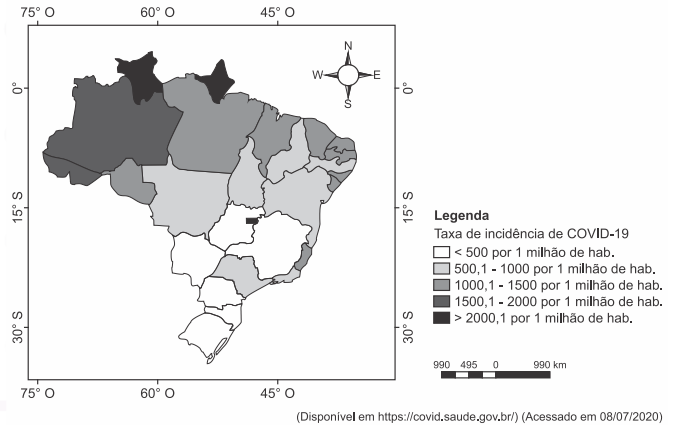 75° O 60° O 45° O
N
W E
S
0° 0°
15° S 15° S
30° S 30° S
Legenda
Taxa de incidência de COVID-19
< 500 por 1 milhão de hab.
500,1 - 1000 por 1 milhão de hab.
1000,1 - 1500 por 1 milhão de hab.
1500,1 - 2000 por 1 milhão de hab.
> 2000,1 por 1 milhão de hab.
990 495 0 990 km
75° O 60° O 45° O
(Disponível em https://covid.saude.gov.br/) (Acessado em 08/07/2020)